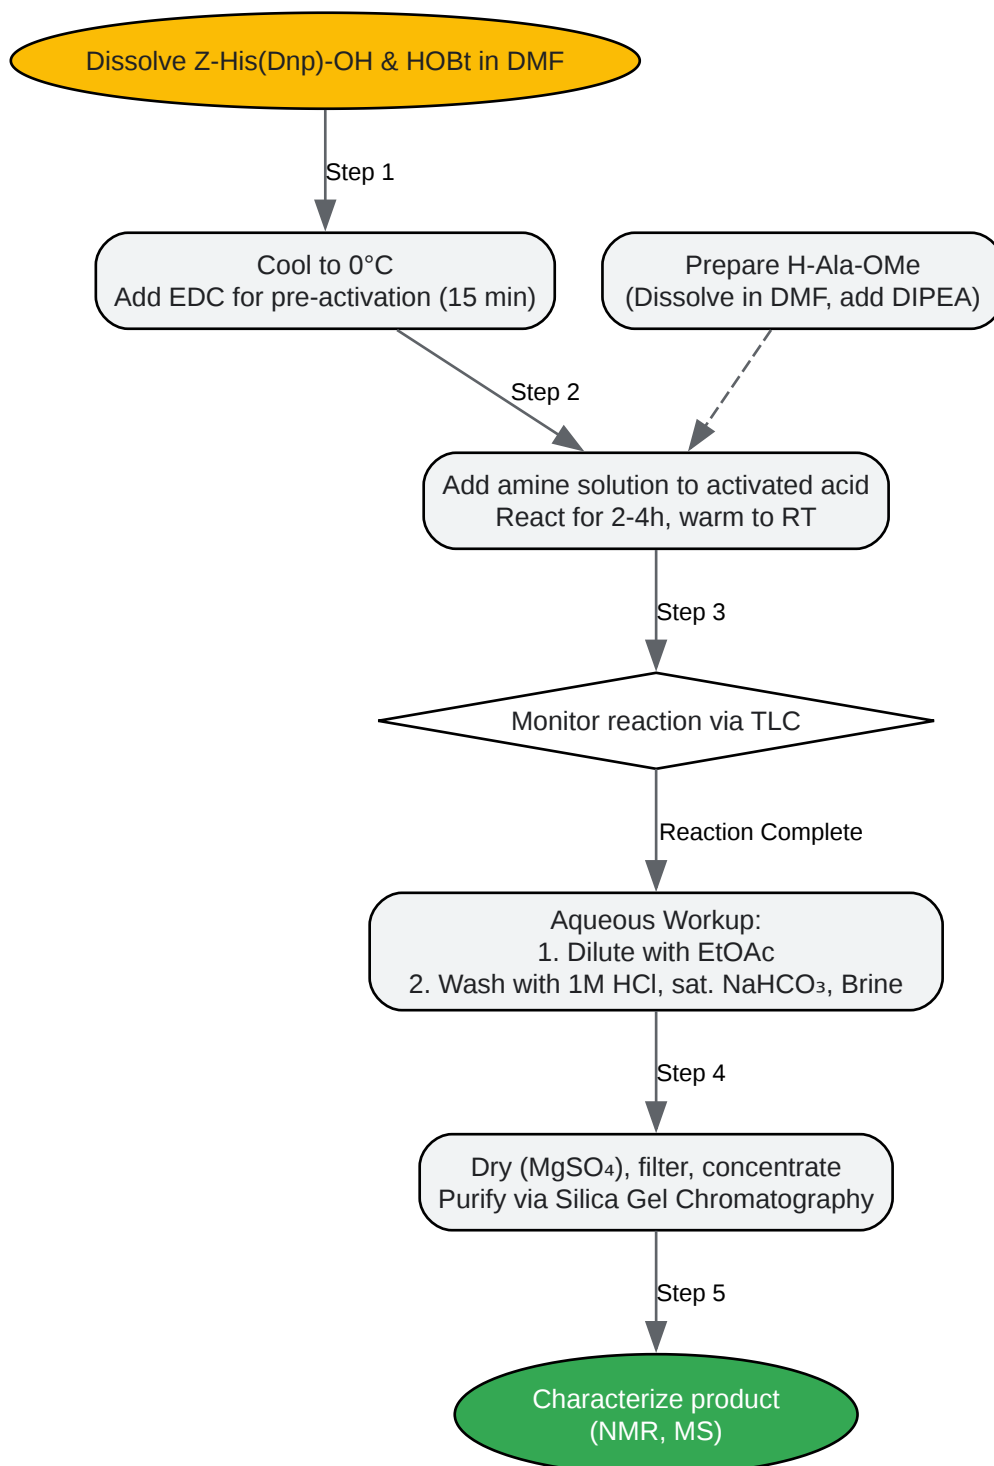 Dissolve Z-His(Dnp)-OH & HOBt in DMF
Step 1
Cool to 0°C
Add EDC for pre-activation (15 min)
Prepare H-Ala-OMe
(Dissolve in DMF, add DIPEA)
Step 2
Add amine solution to activated acid
React for 2-4h, warm to RT
Step 3
Monitor reaction via TLC
Reaction Complete
Aqueous Workup:
1. Dilute with EtOAc
2. Wash with 1M HCl, sat. NaHCO₃, Brine
Step 4
Dry (MgSO₄), filter, concentrate
Purify via Silica Gel Chromatography
Step 5
Characterize product
(NMR, MS)